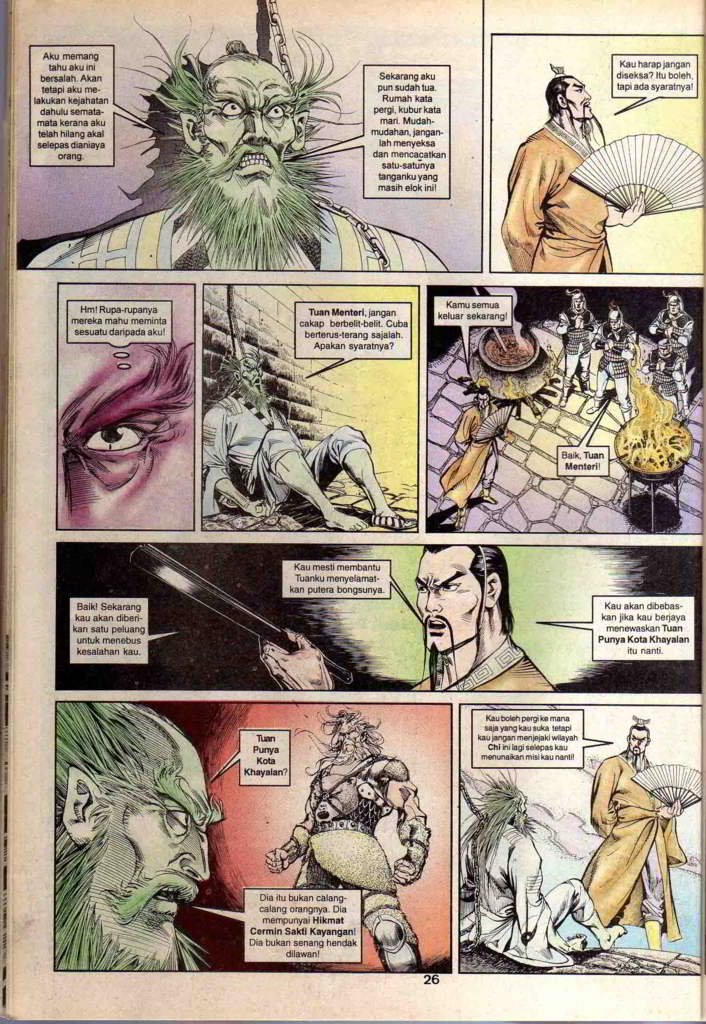 Aku memang
tahu aku ini
bersalah. Akan
tetapi aku me-
lakukan kejahatan
dahulu semata-
mata kerana aku
telah hilang akal
selepas dianiaya
orang.
Sekarang aku
pun sudah tua.
Rumah kata
pergi, kubur kata
mari. Mudah-
mudahan, jangan-
lah menyeksa
dan mencacatkan
satu-satunya
tanganku yang
masih elok ini!
Kau harap jangan
diseksa? Itu boleh,
tapi ada syaratnya!
Hm! Rupa-rupanya
mereka mahu meminta
sesuatu daripada aku!
Tuan Menteri, jangan
cakap berbelit-belit. Cuba
berterus-terang sajalah.
Apakan syaratnya?
Kamu semua
keluar sekarang!
Baik, Tuan
Menteri!
Baik! Sekarang
kau akan diberi-
kan satu peluang
untuk menebus
kesalahan kau.
Kau mesti membantu
Tuanku menyelamat-
kan putera bongsunya.
Kau akan dibebas-
kan jika kau berjaya
menewaskan Tuan
Punya Kota Khayalan
itu nanti.
Tuan
Punya
Kota
Khayalan?
Dia itu bukan calang-
calang orangnya. Dia
mempunyai Hikmat
Cermin Sakti Kayangan!
Dia bukan senang hendak
dilawan!
Kau boleh pergi ke mana
saja yang kau suka tetapi
kau jangan menjejaki wilayah
Chi ini lagi selepas kau
menunaikan misi kau nanti!
26